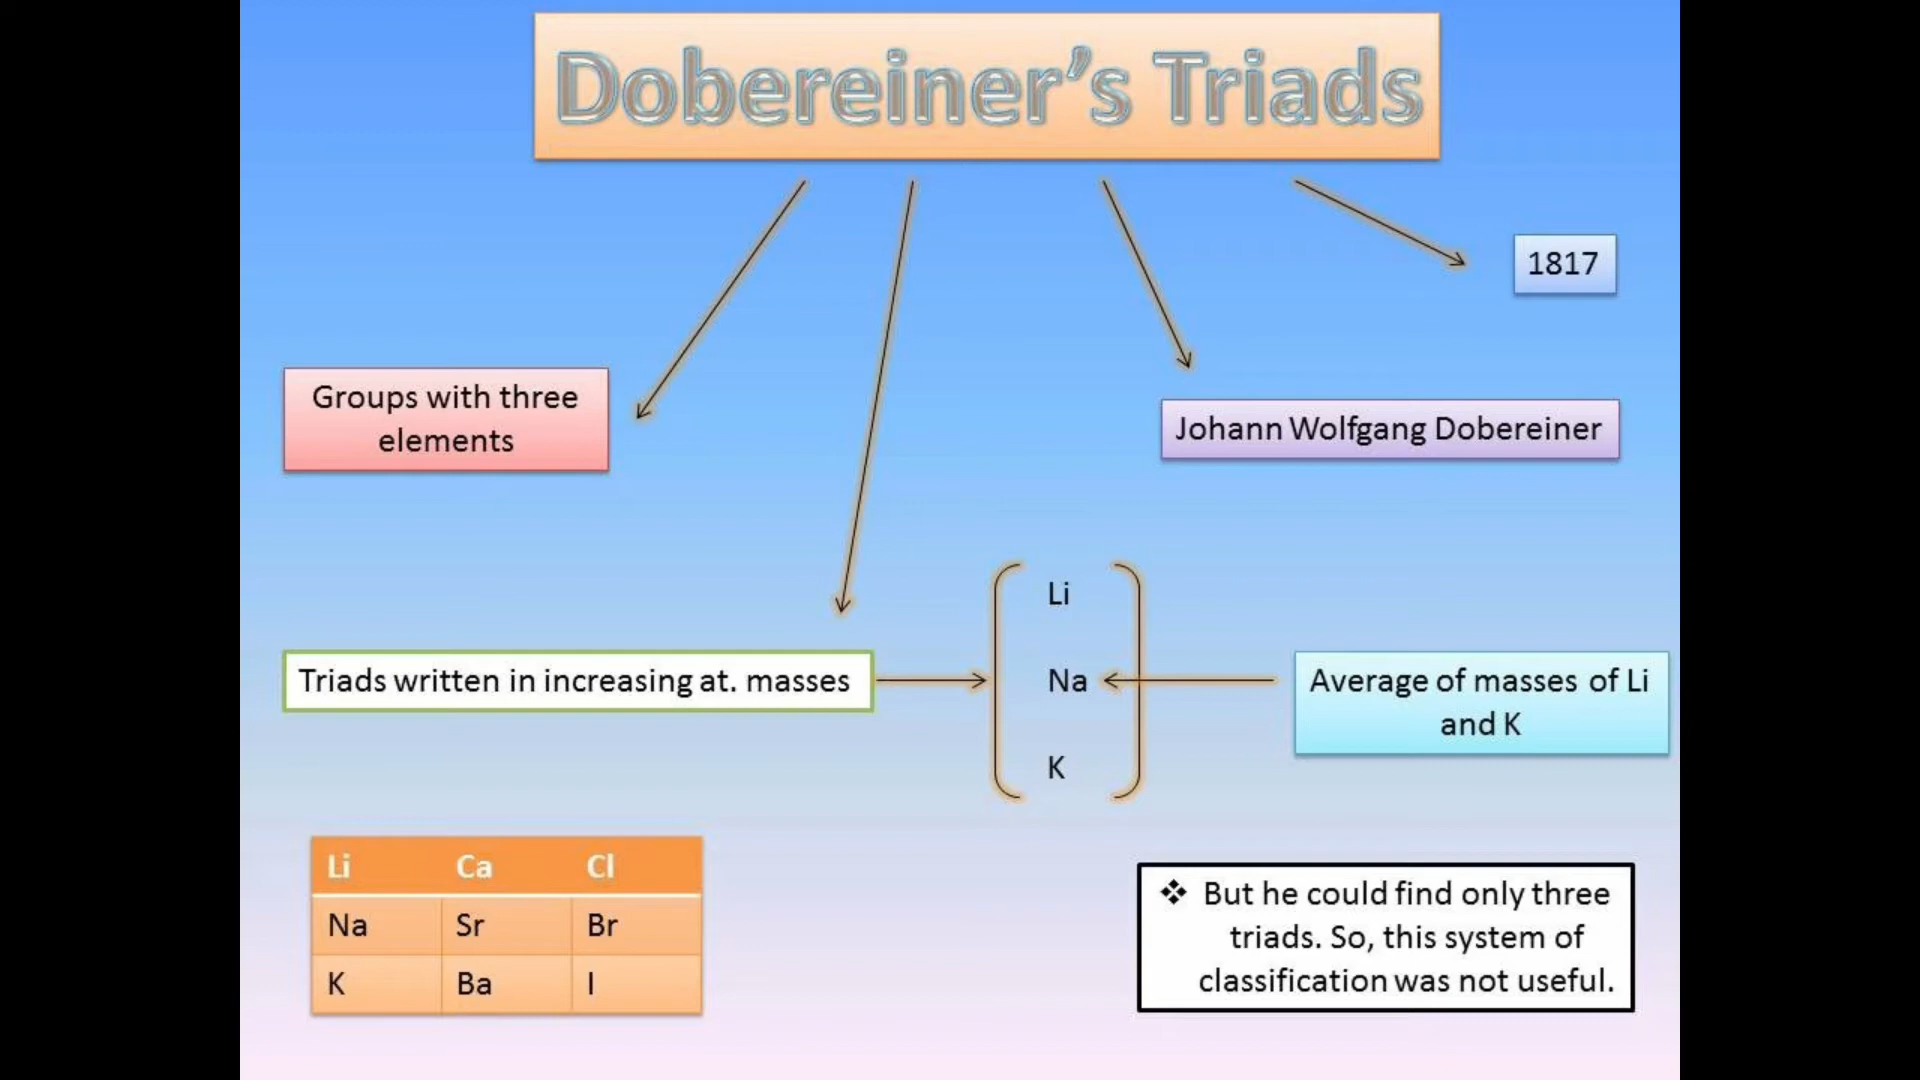 Dobereiner's Triads
1817
Groups with three
elements
Johann Wolfgang Dobereiner
Li
Triads written in increasing at. masses
Na
Average of masses of Li
and K
K
Li Ca Cl
Na Sr Br
K Ba I
❖ But he could find only three
triads. So, this system of
classification was not useful.